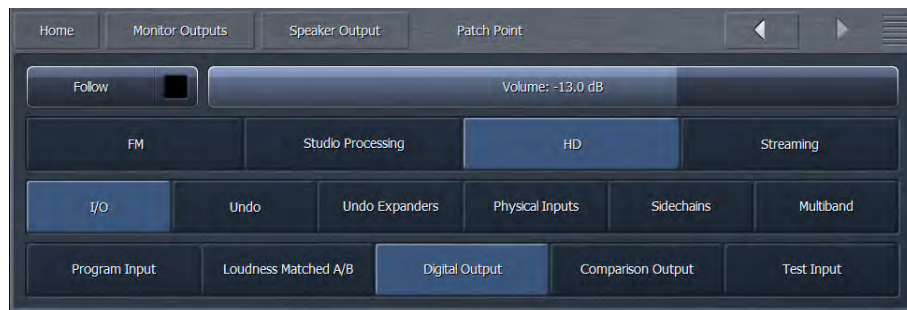 Home Monitor Outputs Speaker Output Patch Point
Follow Volume: -13.0 dB
FM Studio Processing HD Streaming
I/O Undo Undo Expanders Physical Inputs Sidechains Multiband
Program Input Loudness Matched A/B Digital Output Comparison Output Test Input